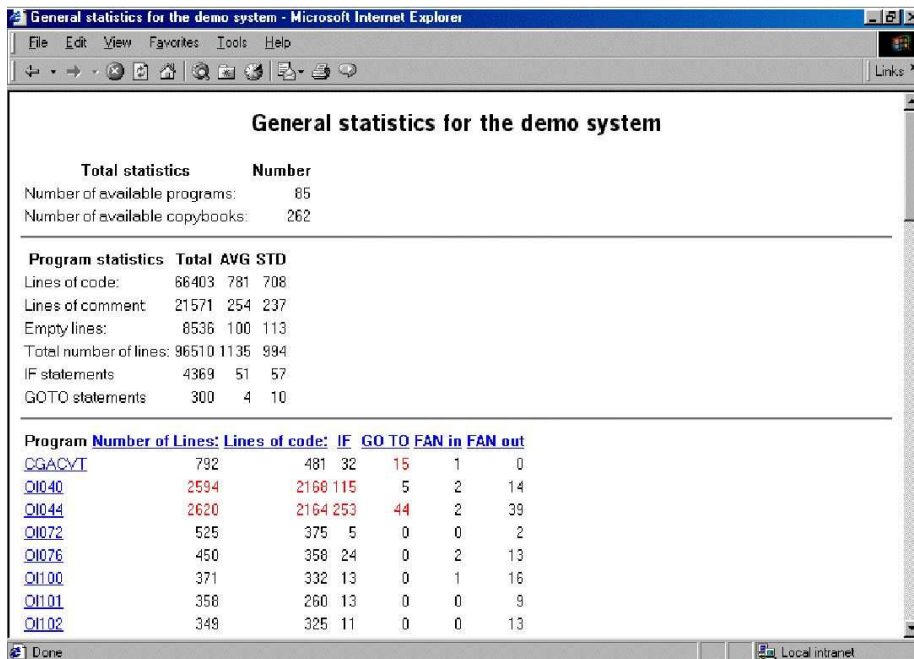 General statistics for the demo system - Microsoft Internet Explorer
File Edit View Favorites Tools Help
Links
General statistics for the demo system
Total statistics Number
Number of available programs: 85
Number of available copybooks: 262
Program statistics Total AVG STD
Lines of code: 66403 781 708
Lines of comment 21571 254 237
Empty lines: 8536 100 113
Total number of lines: 96510 1135 994
IF statements 4369 51 57
GOTO statements 300 4 10
Program Number of Lines: Lines of code: IF GO TO FAN in FAN out
CGACVT 792 481 32 15 1 0
OI040 2594 2168 115 5 2 14
OI044 2620 2164 253 44 2 39
OI072 525 375 5 0 0 2
OI076 450 358 24 0 2 13
OI100 371 332 13 0 1 16
OI101 358 260 13 0 0 9
OI102 349 325 11 0 0 13
Done Local intranet